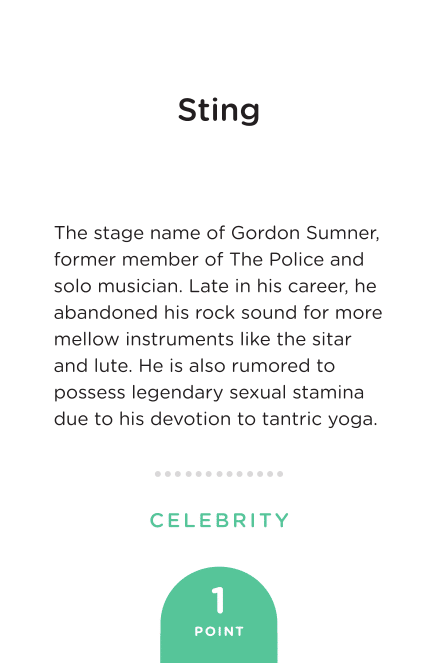 Sting
The stage name of Gordon Sumner,
former member of The Police and
solo musician. Late in his career, he
abandoned his rock sound for more
mellow instruments like the sitar
and lute. He is also rumored to
possess legendary sexual stamina
due to his devotion to tantric yoga.
CELEBRITY
1
POINT